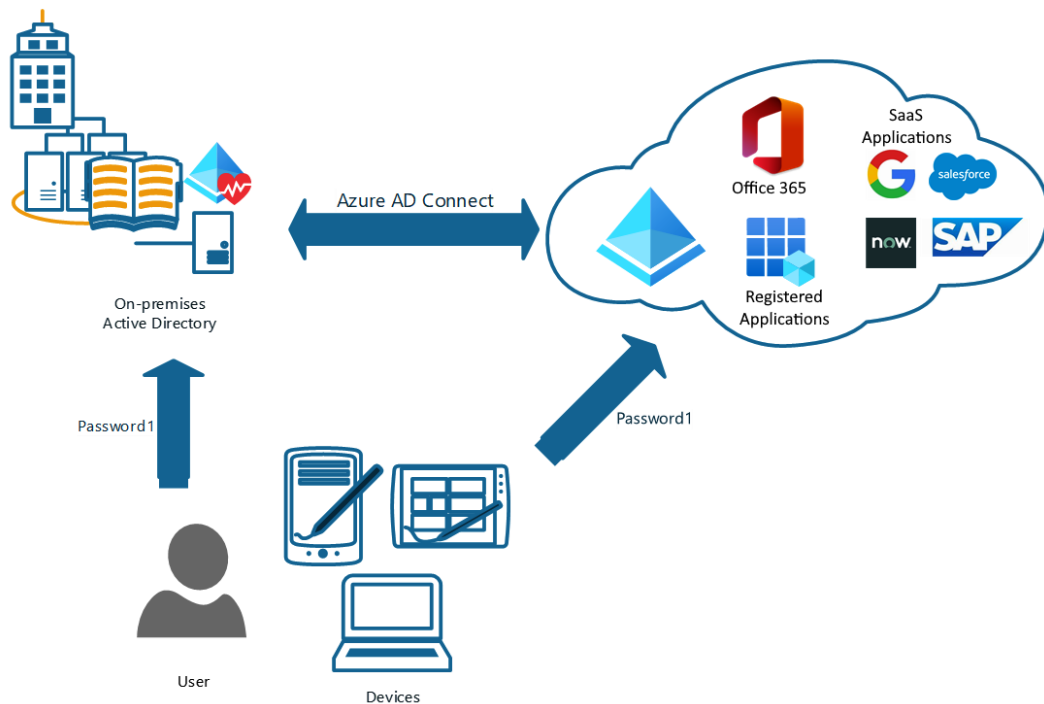 SaaS
Applications
Office 365
salesforce
Azure AD Connect
now
SAP
Registered
Applications
On-premises
Active Directory
Password1
Password1
User
Devices